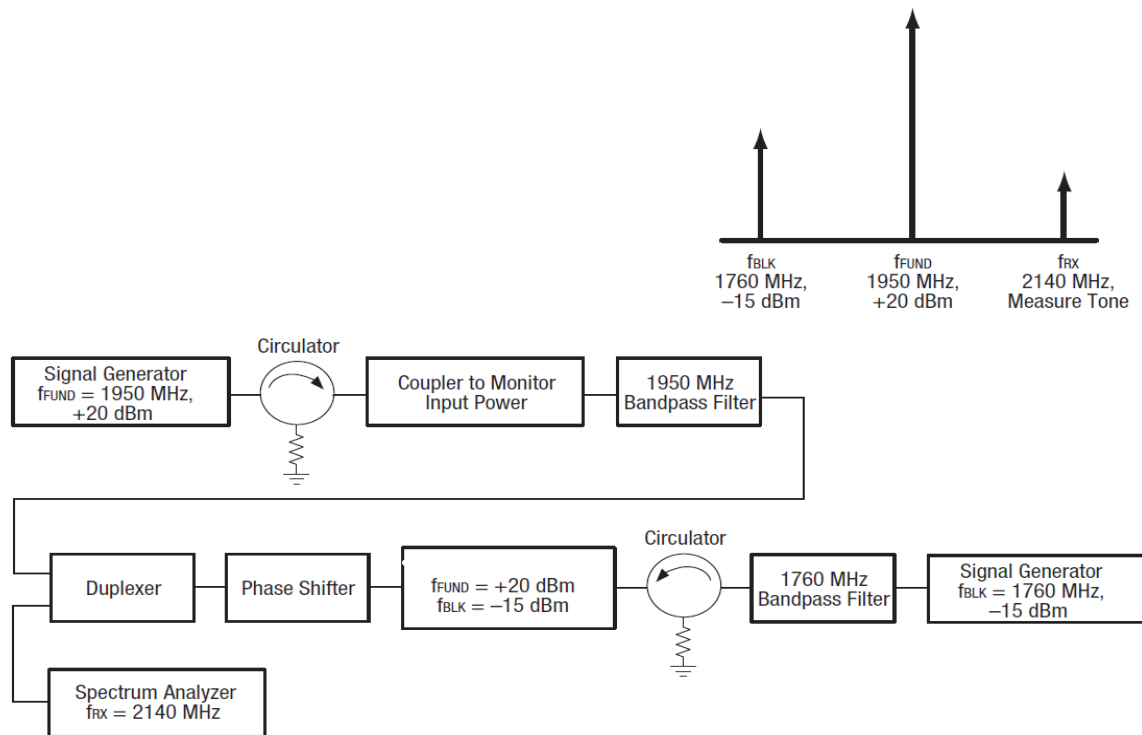 fBLK
1760 MHz,
–15 dBm
fFUND
1950 MHz,
+20 dBm
fRX
2140 MHz,
Measure Tone
Signal Generator
fFUND = 1950 MHz,
+20 dBm
Circulator
Coupler to Monitor
Input Power
1950 MHz
Bandpass Filter
Duplexer
Phase Shifter
fFUND = +20 dBm
fBLK = –15 dBm
Circulator
1760 MHz
Bandpass Filter
Signal Generator
fBLK = 1760 MHz,
–15 dBm
Spectrum Analyzer
fRX = 2140 MHz